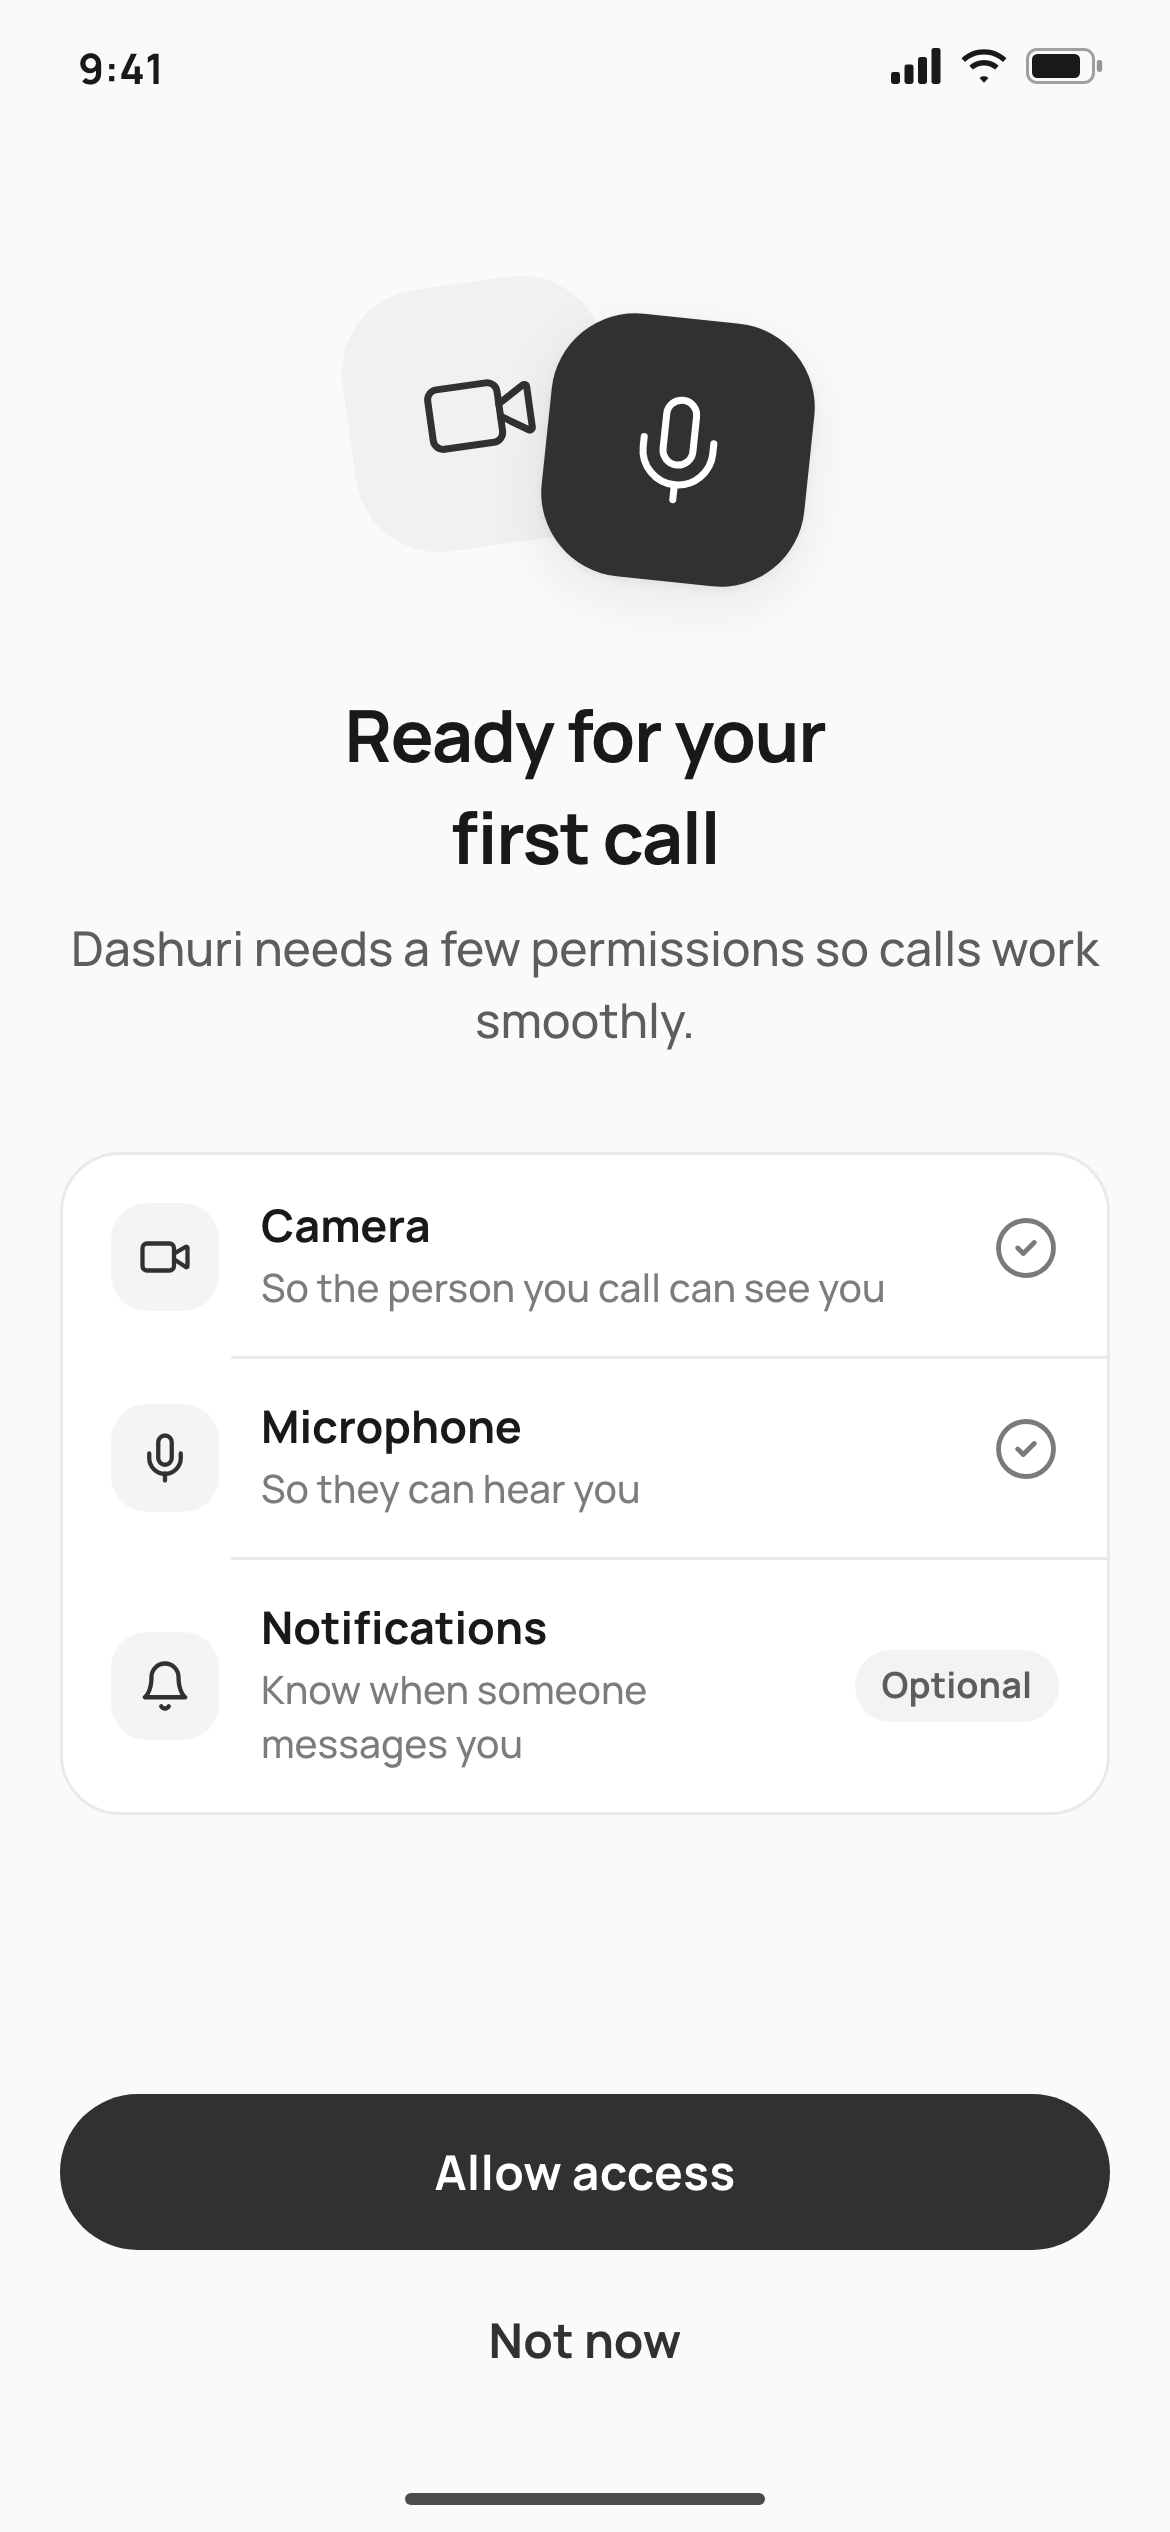 9:41
Ready for your
first call
Dashuri needs a few permissions so calls work
smoothly.
Camera
So the person you call can see you
Microphone
So they can hear you
Notifications
Know when someone
messages you
Optional
Allow access
Not now